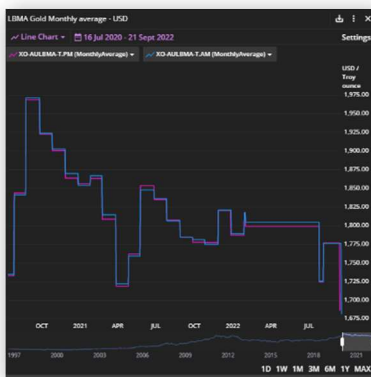 LBMA Gold Monthly average - USD
Line Chart 16 Jul 2020 - 21 Sept 2022 Settings
XO-AULBMA-T.PM (MonthlyAverage) XO-AULBMA-T.AM (MonthlyAverage)
USD /
Troy
ounce
1,975.00
1,950.00
1,925.00
1,900.00
1,875.00
1,850.00
1,825.00
1,800.00
1,775.00
1,750.00
1,725.00
1,700.00
1,675.00
OCT 2021 APR JUL OCT 2022 APR JUL
1997 2000 2003 2006 2009 2012 2015 2018 2021
1D 1W 1M 3M 6M 1Y MAX